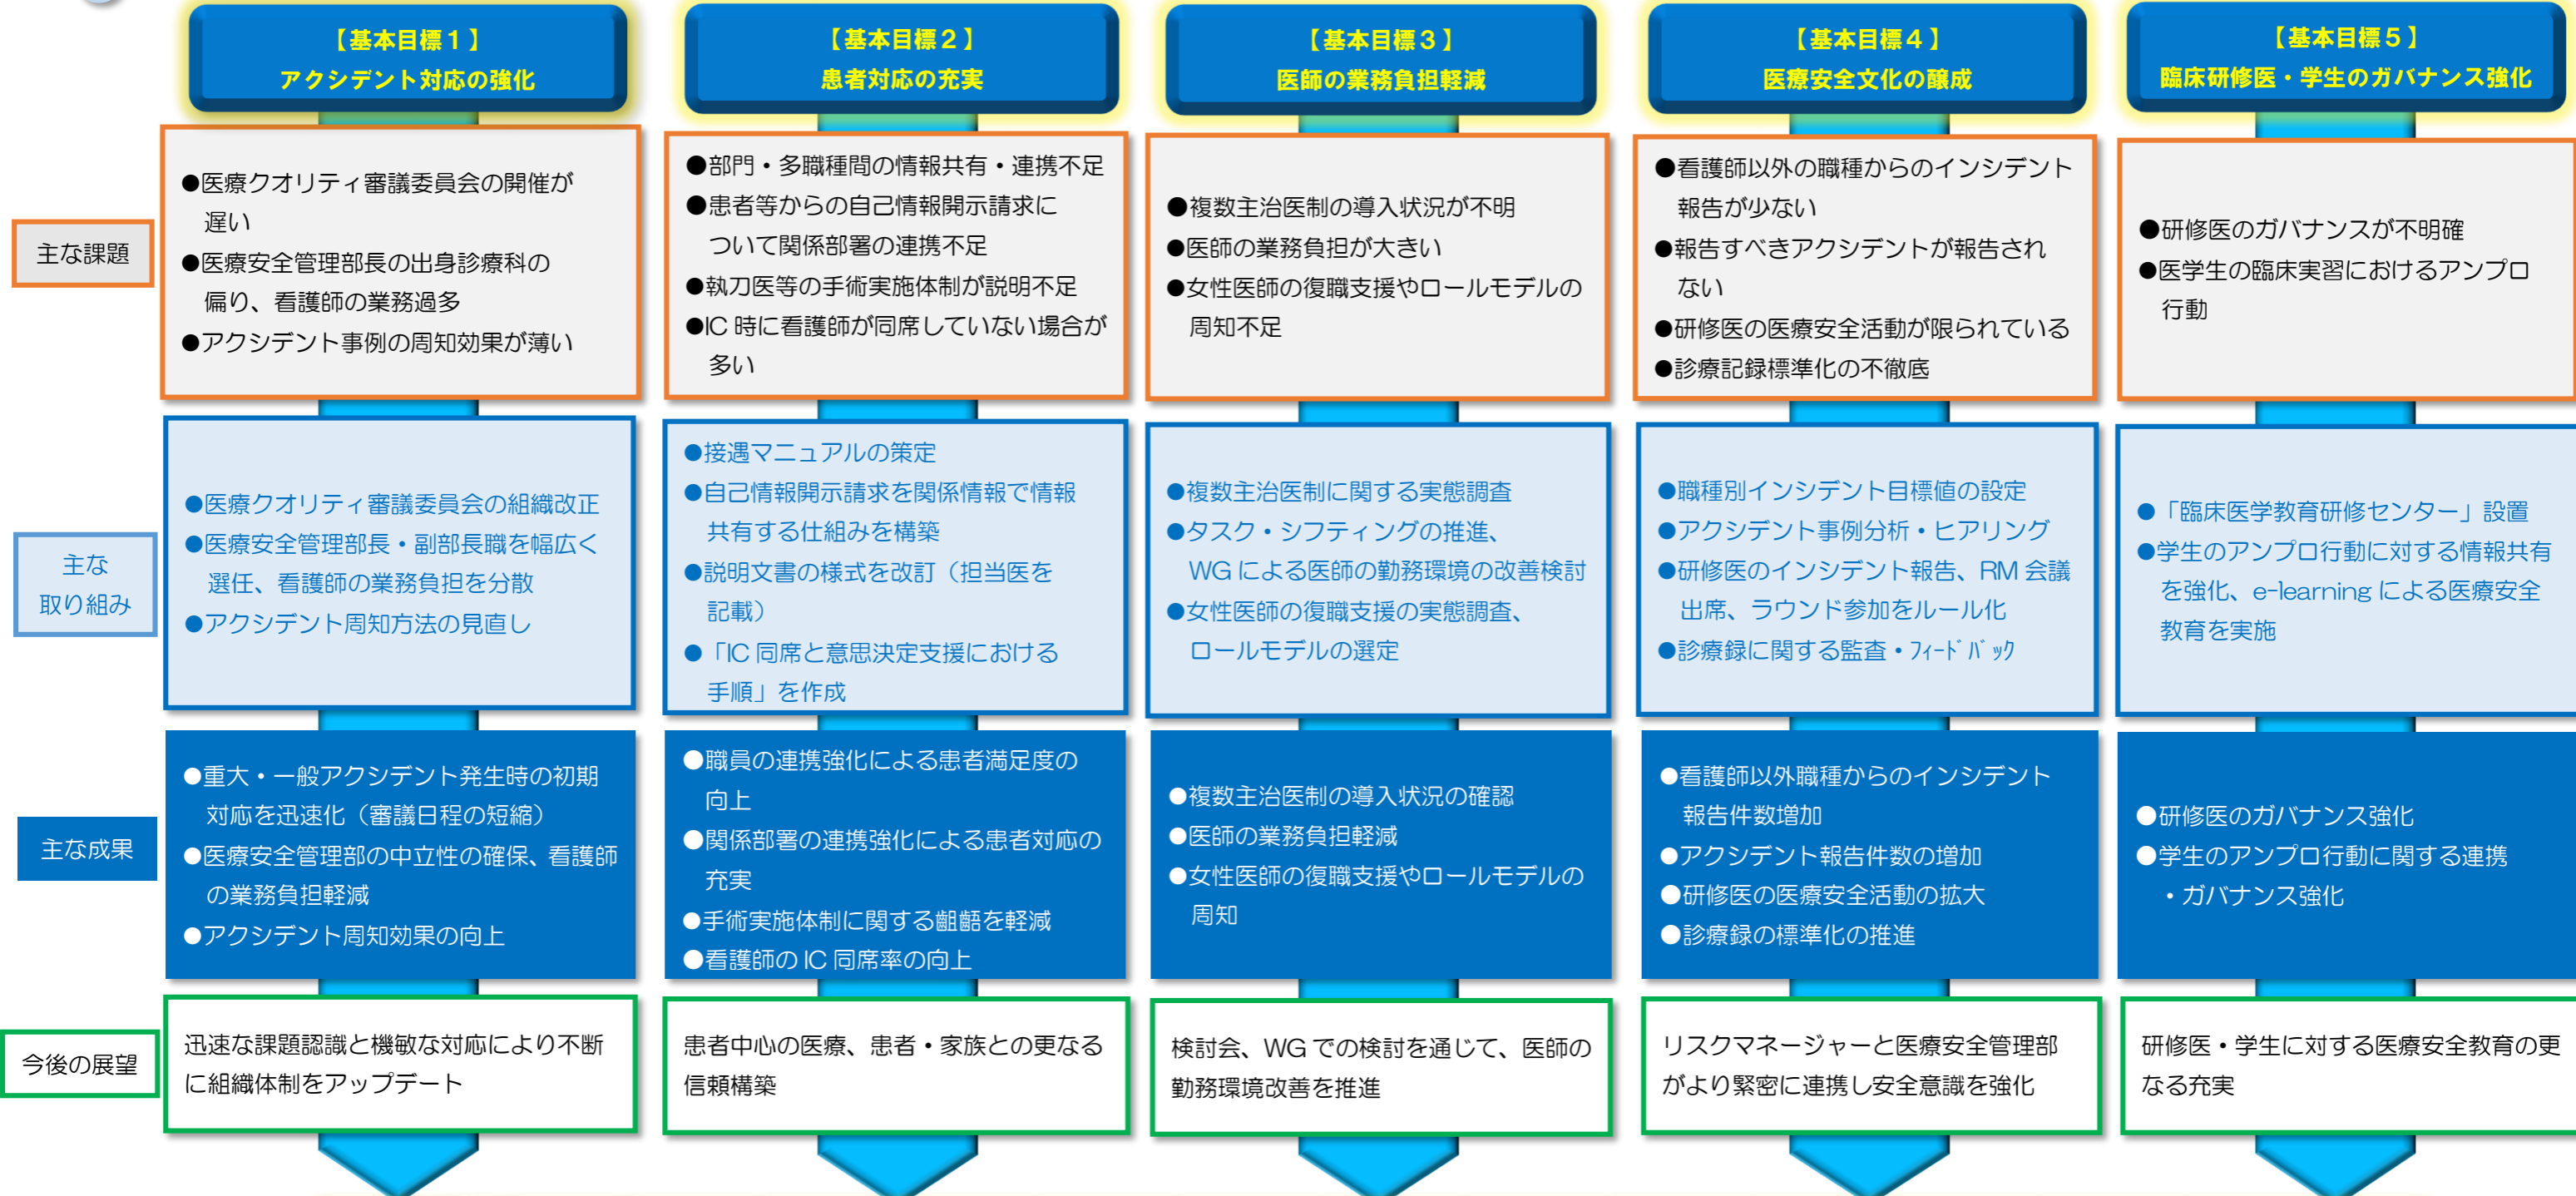 【基本目標１】
アクシデント対応の強化
【基本目標２】
患者対応の充実
【基本目標３】
医師の業務負担軽減
【基本目標４】
医療安全文化の醸成
【基本目標５】
臨床研修医・学生のガバナンス強化
主な課題
●医療クオリティ審議委員会の開催が
遅い
●医療安全管理部長の出身診療科の
偏り、看護師の業務過多
●アクシデント事例の周知効果が薄い
●部門・多職種間の情報共有・連携不足
●患者等からの自己情報開示請求に
ついて関係部署の連携不足
●執刀医等の手術実施体制が説明不足
●IC 時に看護師が同席していない場合が
多い
●複数主治医制の導入状況が不明
●医師の業務負担が大きい
●女性医師の復職支援やロールモデルの
周知不足
●看護師以外の職種からのインシデント
報告が少ない
●報告すべきアクシデントが報告され
ない
●研修医の医療安全活動が限られている
●診療記録標準化の不徹底
●研修医のガバナンスが不明確
●医学生の臨床実習におけるアンプロ
行動
主な
取り組み
●医療クオリティ審議委員会の組織改正
●医療安全管理部長・副部長職を幅広く
選任、看護師の業務負担を分散
●アクシデント周知方法の見直し
●接遇マニュアルの策定
●自己情報開示請求を関係情報で情報
共有する仕組みを構築
●説明文書の様式を改訂（担当医を
記載）
●「IC 同席と意思決定支援における
手順」を作成
●複数主治医制に関する実態調査
●タスク・シフティングの推進、
WG による医師の勤務環境の改善検討
●女性医師の復職支援の実態調査、
ロールモデルの選定
●職種別インシデント目標値の設定
●アクシデント事例分析・ヒアリング
●研修医のインシデント報告、RM 会議
出席、ラウンド参加をルール化
●診療録に関する監査・ﾌｨｰﾄﾞﾊﾞｯｸ
●「臨床医学教育研修センター」設置
●学生のアンプロ行動に対する情報共有
を強化、e-learning による医療安全
教育を実施
主な成果
●重大・一般アクシデント発生時の初期
対応を迅速化（審議日程の短縮）
●医療安全管理部の中立性の確保、看護師
の業務負担軽減
●アクシデント周知効果の向上
●職員の連携強化による患者満足度の
向上
●関係部署の連携強化による患者対応の
充実
●手術実施体制に関する齟齬を軽減
●看護師の IC 同席率の向上
●複数主治医制の導入状況の確認
●医師の業務負担軽減
●女性医師の復職支援やロールモデルの
周知
●看護師以外職種からのインシデント
報告件数増加
●アクシデント報告件数の増加
●研修医の医療安全活動の拡大
●診療録の標準化の推進
●研修医のガバナンス強化
●学生のアンプロ行動に関する連携
・ガバナンス強化
今後の展望
迅速な課題認識と機敏な対応により不断
に組織体制をアップデート
患者中心の医療、患者・家族との更なる
信頼構築
検討会、WG での検討を通じて、医師の
勤務環境改善を推進
リスクマネージャーと医療安全管理部
がより緊密に連携し安全意識を強化
研修医・学生に対する医療安全教育の更
なる充実